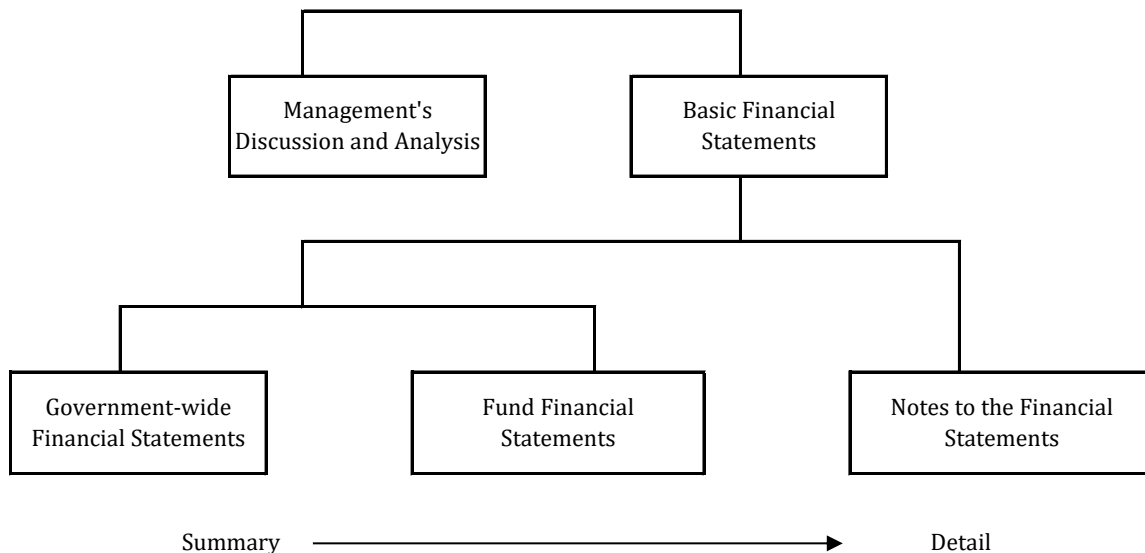 Management's
Discussion and Analysis
Basic Financial
Statements
Government-wide
Financial Statements
Fund Financial
Statements
Notes to the Financial
Statements
Summary
Detail